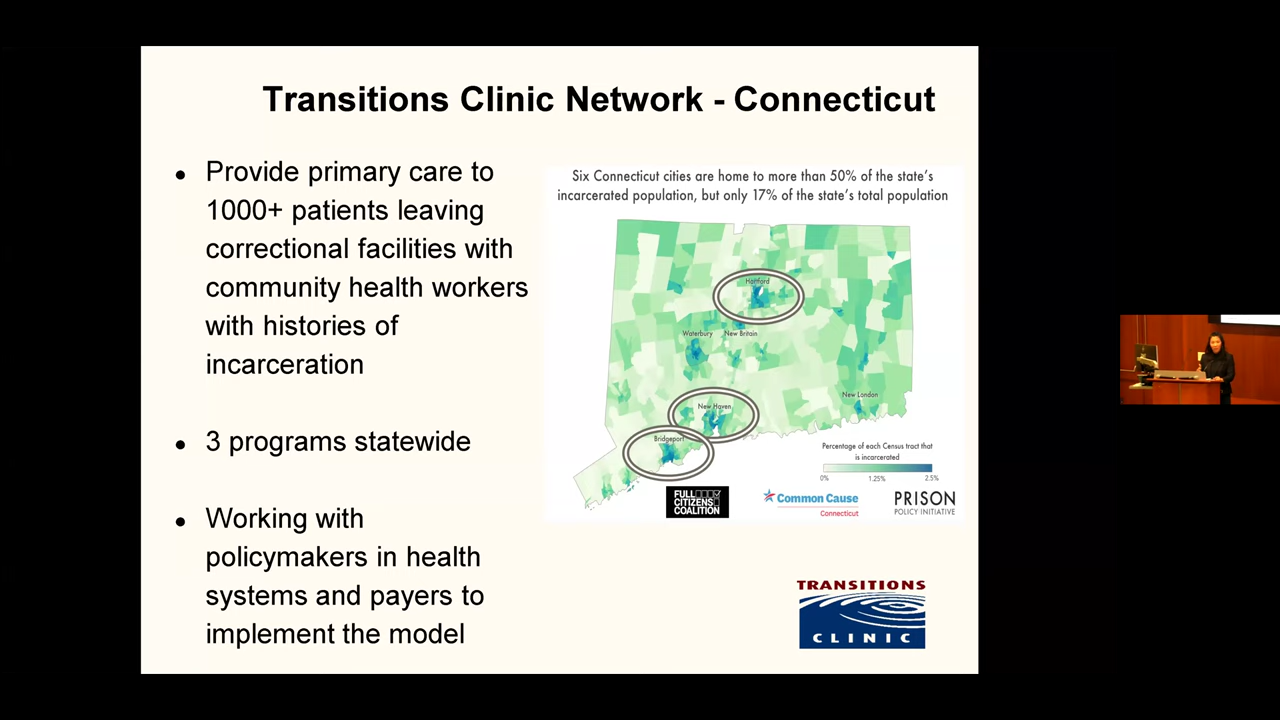 Transitions Clinic Network - Connecticut
● Provide primary care to
1000+ patients leaving
correctional facilities with
community health workers
with histories of
incarceration
● 3 programs statewide
● Working with
policymakers in health
systems and payers to
implement the model
Six Connecticut cities are home to more than 50% of the state's
incarcerated population, but only 17% of the state's total population
Hartford
Waterbury New Britain
New Haven
New London
Bridgeport
Percentage of each Census tract that
is incarcerated
0% 1.25% 2.5%
FULL
CITIZENS
COALITION
Common Cause
Connecticut
PRISON
POLICY INITIATIVE
TRANSITIONS
CLINIC